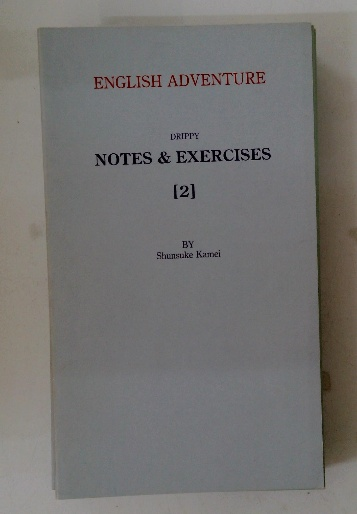 ENGLISH ADVENTURE
DRIPPY
NOTES & EXERCISES
[2]
BY
Shunsuke Kamei